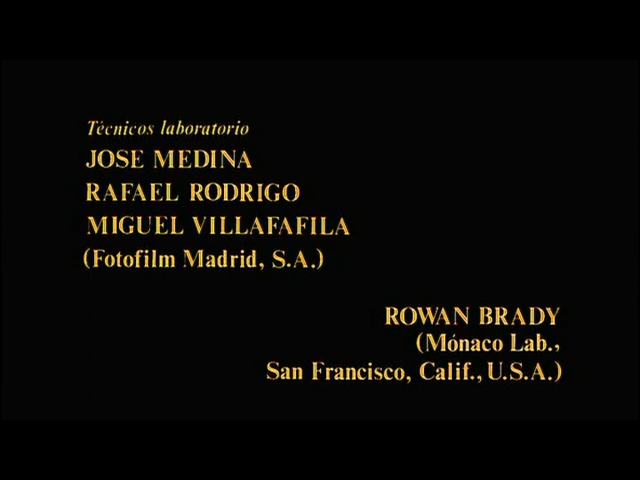 Técnicos laboratorio
JOSE MEDINA
RAFAEL RODRIGO
MIGUEL VILLAFAFILA
(Fotofilm Madrid, S.A.)
ROWAN BRADY
(Mónaco Lab.,
San Francisco, Calif., U.S.A.)